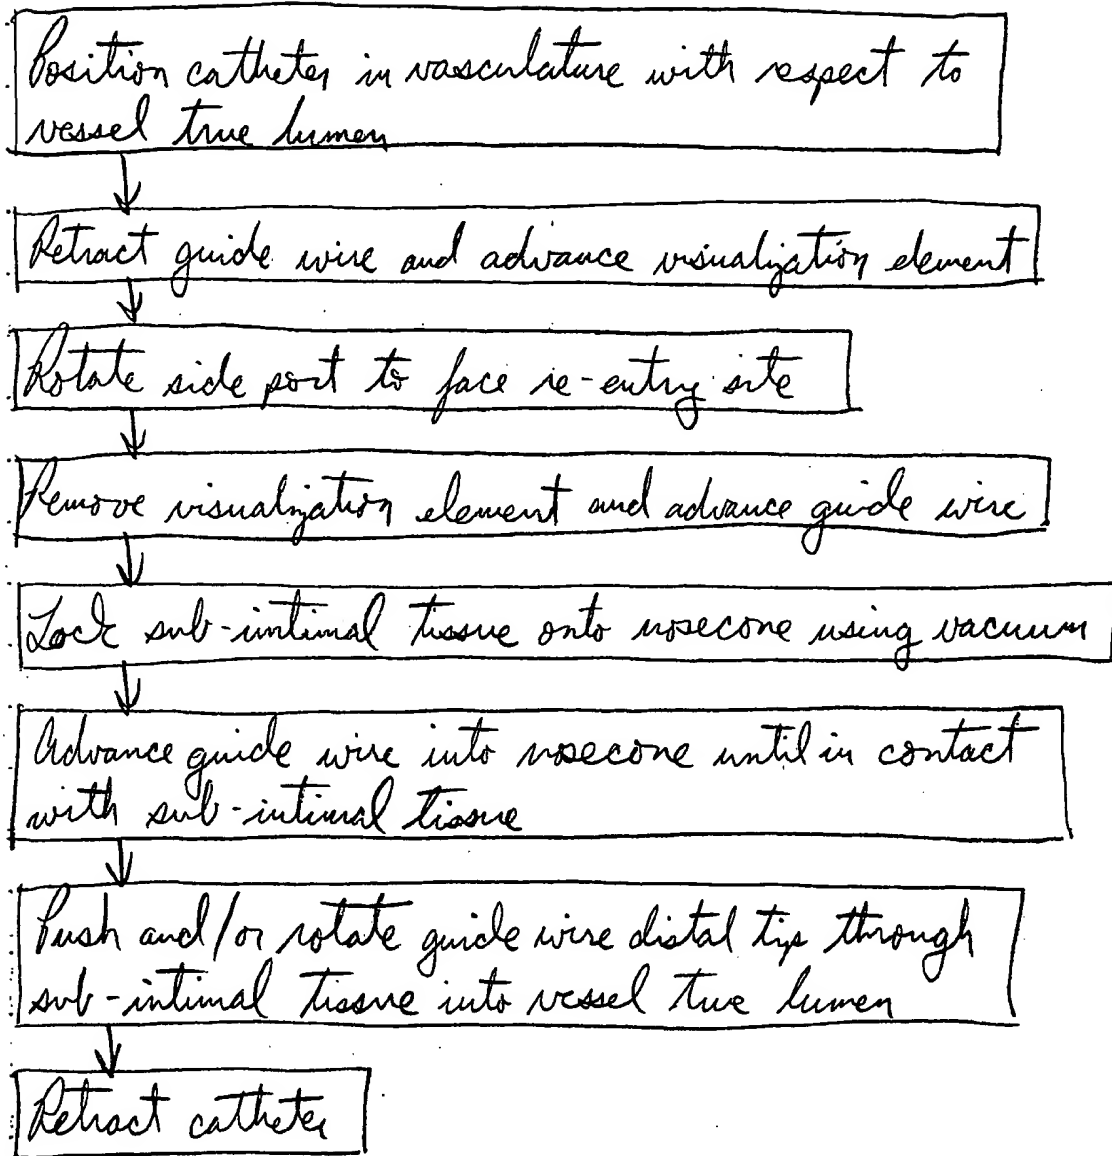 Position catheter in vasculature with respect to
vessel true lumen
Retract guide wire and advance visualization element
Rotate side port to face re-entry site
Remove visualization element and advance guide wire
Lock sub-intimal tissue onto nosecone using vacuum
Advance guide wire into nosecone until in contact
with sub-intimal tissue
Push and/or rotate guide wire distal tip through
sub-intimal tissue into vessel true lumen
Retract catheter